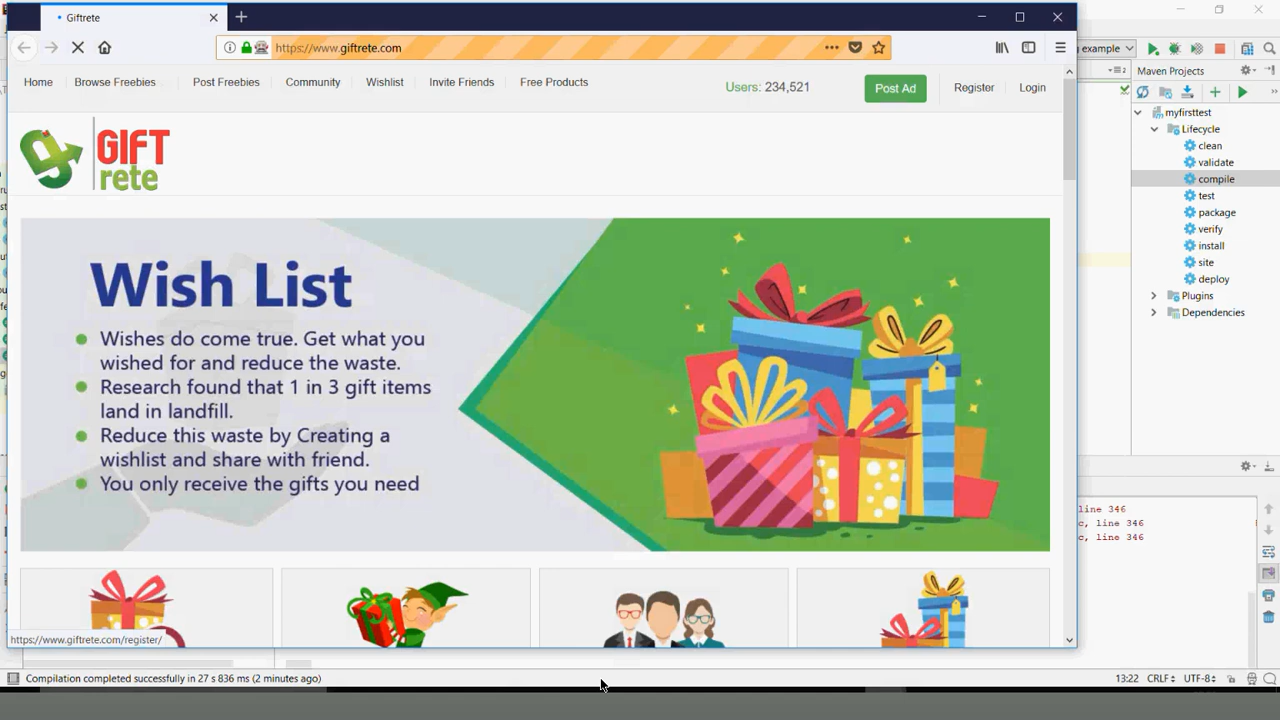 Giftrete
https://www.giftrete.com
example
Home
Browse Freebies
Post Freebies
Community
Wishlist
Invite Friends
Free Products
Users: 234,521
Post Ad
Register
Login
GIFT
rete
Wish List
Wishes do come true. Get what you
wished for and reduce the waste.
Research found that 1 in 3 gift items
land in landfill.
Reduce this waste by Creating a
wishlist and share with friend.
You only receive the gifts you need
https://www.giftrete.com/register/
Maven Projects
myfirsttest
Lifecycle
clean
validate
compile
test
package
verify
install
site
deploy
Plugins
Dependencies
line 346
c, line 346
c, line 346
Compilation completed successfully in 27 s 836 ms (2 minutes ago)
13:22
CRLF
UTF-8